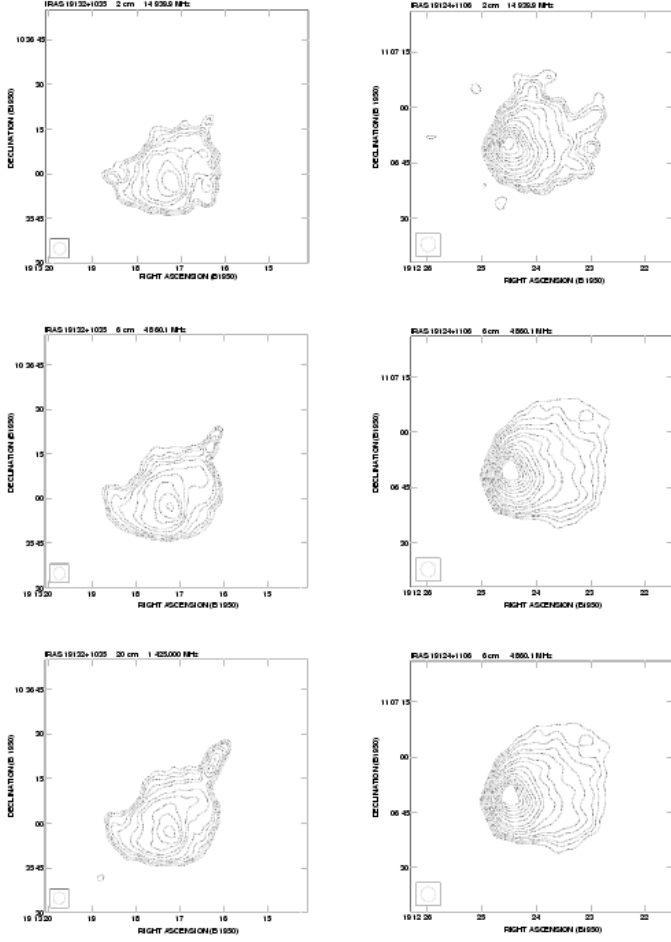 IRAS 19132+1035 2 cm 14 939.9 MHz
DECLINATION (B1950)
10 36 45
30
15
00
35 45
30
19 13 20 19 18 17 16 15
RIGHT ASCENSION (B1950)
IRAS 19124+1106 2 cm 14 939.9 MHz
DECLINATION (B1950)
11 07 15
00
06 45
30
19 12 26 25 24 23 22
RIGHT ASCENSION (B1950)
IRAS 19132+1035 6 cm 4 860.1 MHz
DECLINATION (B1950)
10 36 45
30
15
00
35 45
30
19 13 20 19 18 17 16 15
RIGHT ASCENSION (B1950)
IRAS 19124+1106 6 cm 4860.1 MHz
DECLINATION (B1950)
11 07 15
00
06 45
30
19 12 26 25 24 23 22
RIGHT ASCENSION (B1950)
IRAS 19132+1035 20 cm 1 425.000 MHz
DECLINATION (B1950)
10 36 45
30
15
00
35 45
30
19 13 20 19 18 17 16 15
RIGHT ASCENSION (B1950)
IRAS 19124+1106 6 cm 4860.1 MHz
DECLINATION (B1950)
11 07 15
00
06 45
30
19 12 26 25 24 23 22
RIGHT ASCENSION (B1950)